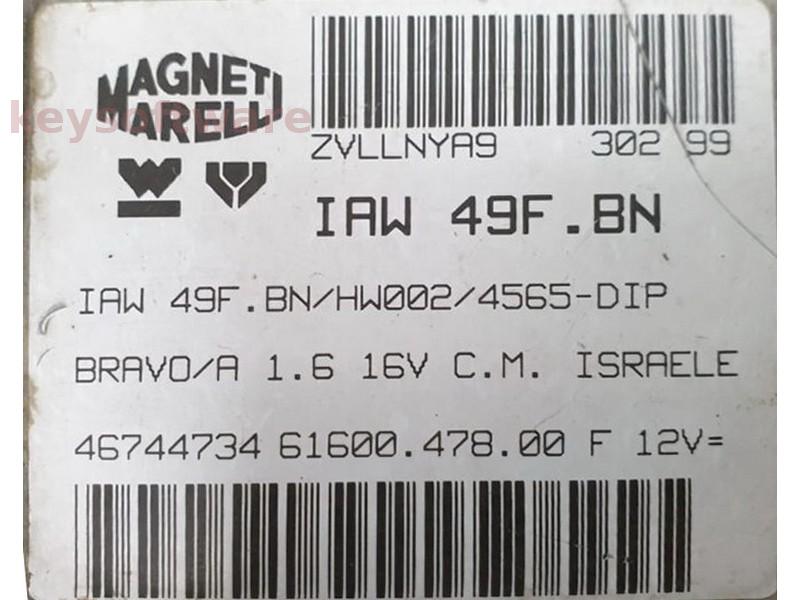 MAGNETI
MARELLI
keysoftware
ZVLLNYA9 302 99
IAW 49F.BN
IAW 49F.BN/HW002/4565-DIP
BRAVO/A 1.6 16V C.M. ISRAELE
46744734 61600.478.00 F 12V=